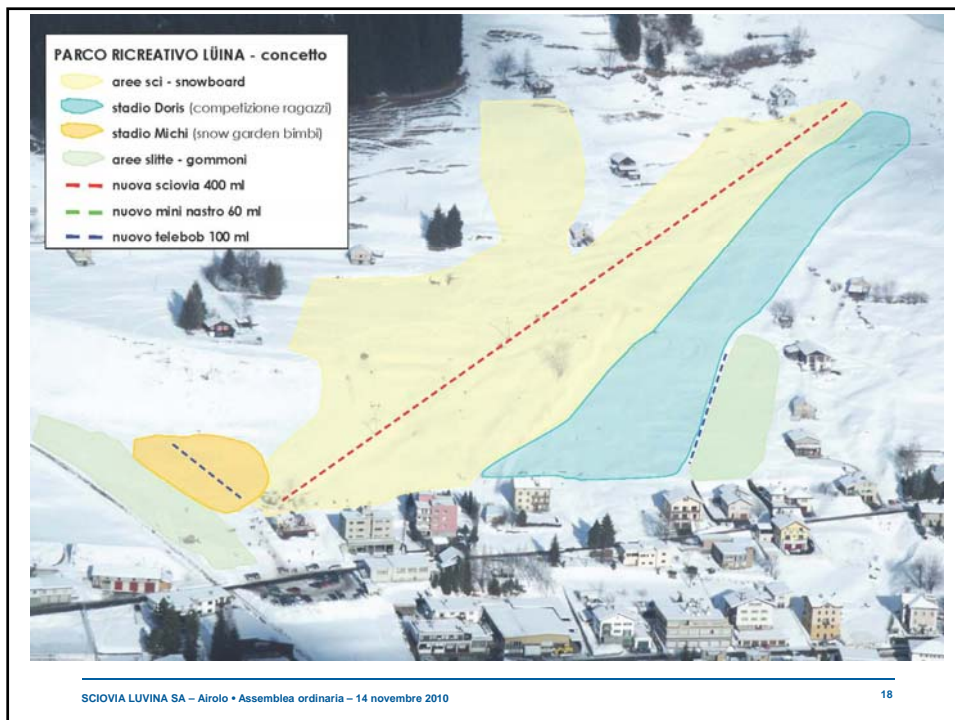 PARCO RICREATIVO LÜINA - concetto
aree sci - snowboard
stadio Doris (competizione ragazzi)
stadio Michi (snow garden bimbi)
aree slitte - gommoni
nuova sciovia 400 ml
nuovo mini nastro 60 ml
nuovo telebob 100 ml
SCIOVIA LUVINA SA – Airolo • Assemblea ordinaria – 14 novembre 2010
18